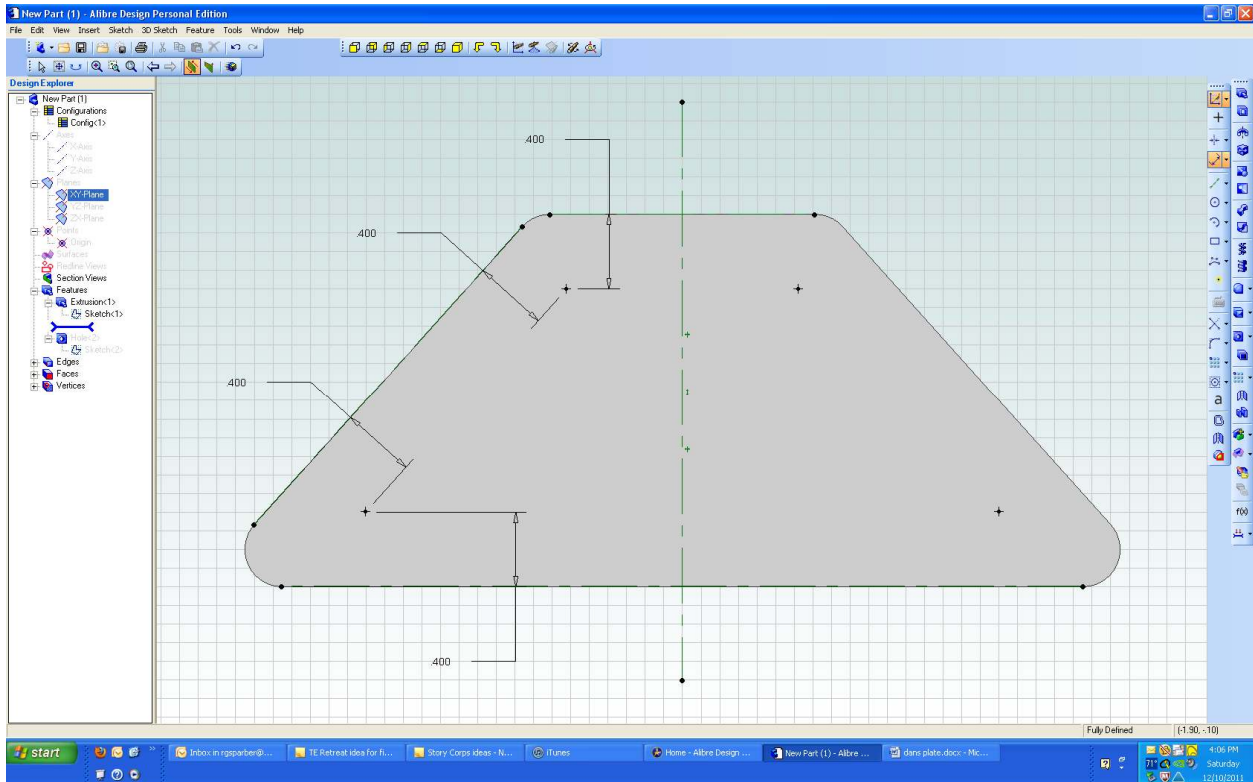 New Part (1) - Alibre Design Personal Edition
File Edit View Insert Sketch 3D Sketch Feature Tools Window Help
Design Explorer
New Part (1)
Configurations
Config<1>
Axes
X-Axis
Y-Axis
Z-Axis
Planes
XY-Plane
YZ-Plane
ZX-Plane
Points
Origin
Surfaces
Redline Views
Section Views
Features
Extrusion<1>
Sketch<1>
Hole<2>
Sketch<2>
Edges
Faces
Vertices
.400
.400
.400
.400
a
f(x)
Fully Defined
(-1.90, -.10)
start
Inbox in rgsparber@...
TE Retreat idea for fi...
Story Corps ideas - N...
iTunes
Home - Alibre Design ...
New Part (1) - Alibre ...
dans plate.docx - Mic...
71°
4:06 PM
Saturday
12/10/2011